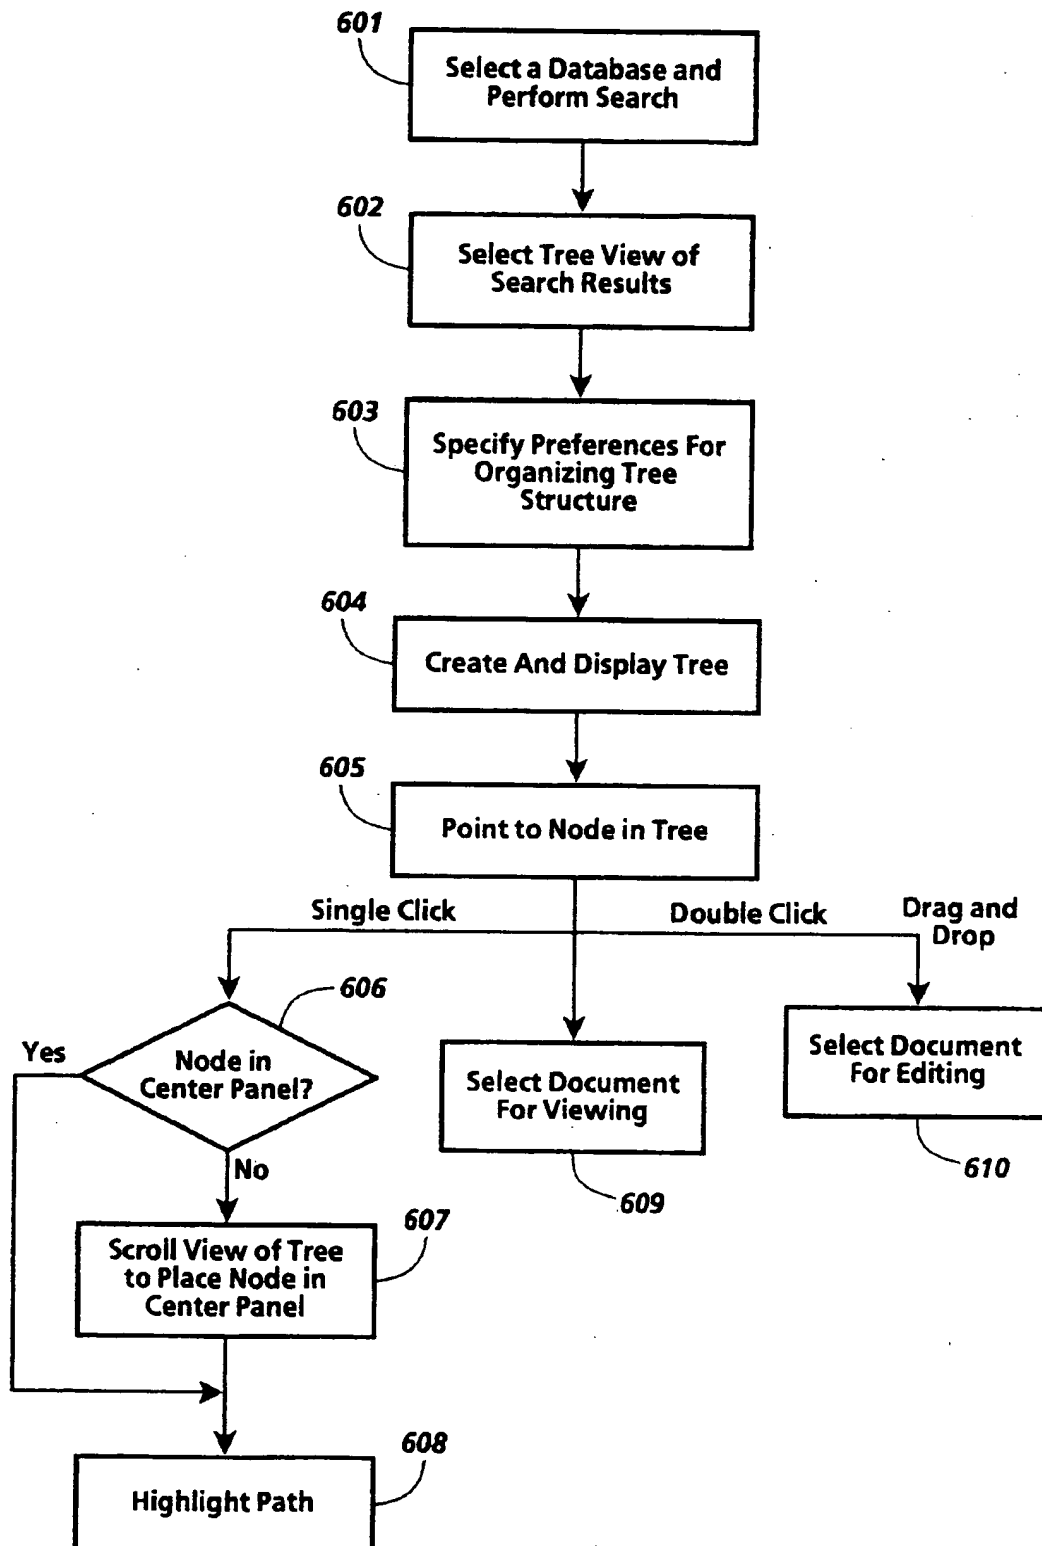 601
Select a Database and
Perform Search
602
Select Tree View of
Search Results
603
Specify Preferences For
Organizing Tree
Structure
604
Create And Display Tree
605
Point to Node in Tree
Single Click
Double Click
Drag and
Drop
606
Yes
Node in
Center Panel?
No
Select Document
For Viewing
609
Select Document
For Editing
610
607
Scroll View of Tree
to Place Node in
Center Panel
608
Highlight Path